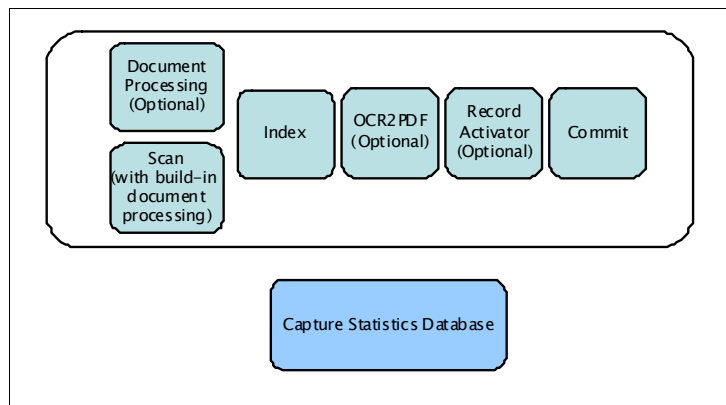 Document
Processing
(Optional)
Scan
(with build-in
document
processing)
Index
OCR2PDF
(Optional)
Record
Activator
(Optional)
Commit
Capture Statistics Database